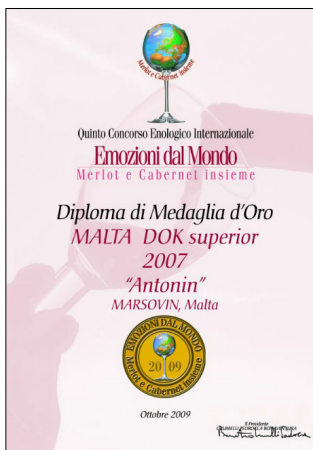 Merlot e Cabernet insieme
Quinto Concorso Enologico Internazionale
Emozioni dal Mondo
Merlot e Cabernet insieme
Diploma di Medaglia d'Oro
MALTA DOK superior
2007
"Antonin"
MARSOVIN, Malta
EMOZIONI DAL MONDO
20 09
Merlot e Cabernet insieme
Ottobre 2009
Il Presidente